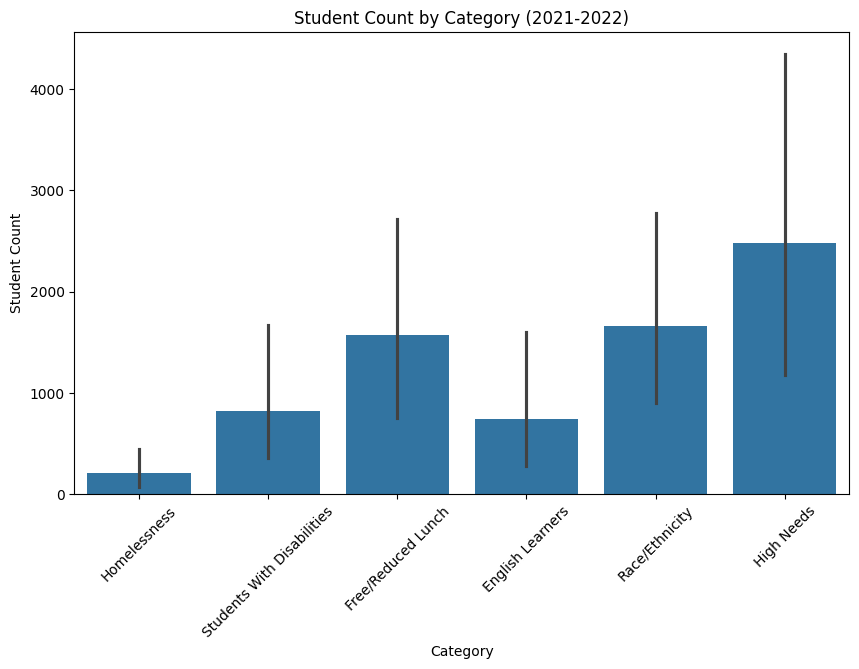 Student Count by Category (2021-2022)
Student Count
4000
3000
2000
1000
0
Homelessness
Students With Disabilities
Free/Reduced Lunch
English Learners
Race/Ethnicity
High Needs
Category